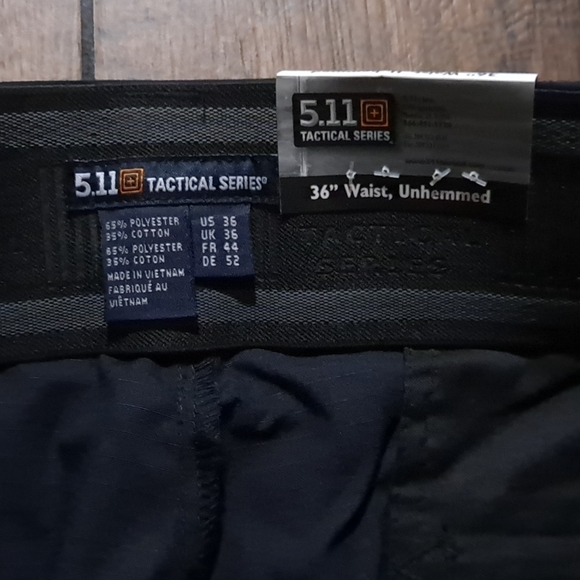 5.11
TACTICAL SERIES
36" Waist, Unhemmed
5.11 TACTICAL SERIES®
65% POLYESTER
35% COTTON
65% POLYESTER
35% COTON
MADE IN VIETNAM
FABRIQUÉ AU
VIÊTNAM
US 36
UK 36
FR 44
DE 52
TACTICAL
SERIES